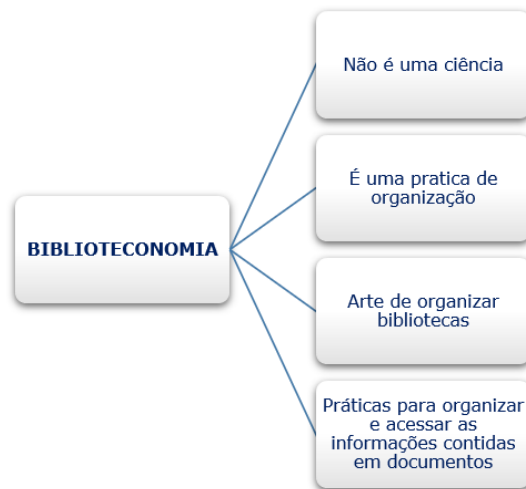 Não é uma ciência
É uma pratica de
organização
BIBLIOTECONOMIA
Arte de organizar
bibliotecas
Práticas para organizar
e acessar as
informações contidas
em documentos